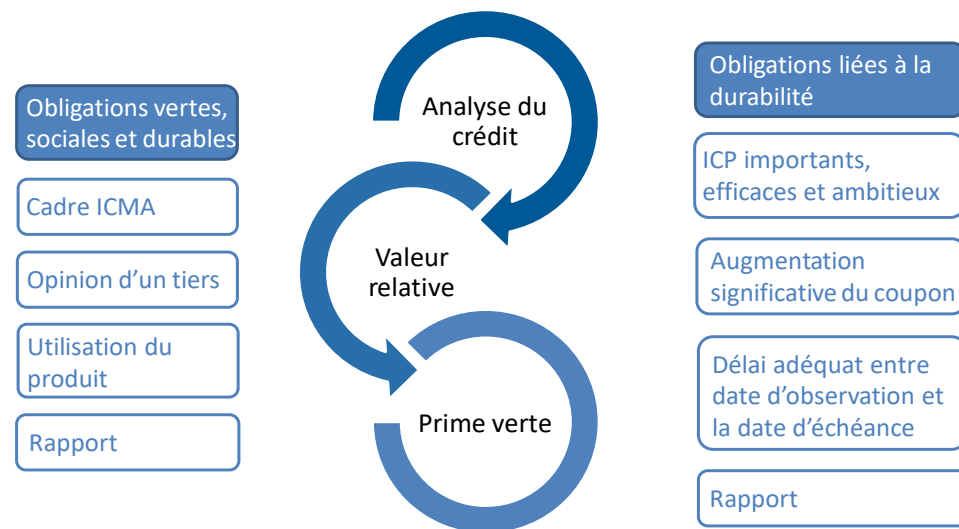 Obligations vertes,
sociales et durables
Cadre ICMA
Opinion d’un tiers
Utilisation du
produit
Rapport
Analyse du
crédit
Valeur
relative
Prime verte
Obligations liées à la
durabilité
ICP importants,
efficaces et ambitieux
Augmentation
significative du coupon
Délai adéquat entre
date d’observation et
la date d’échéance
Rapport